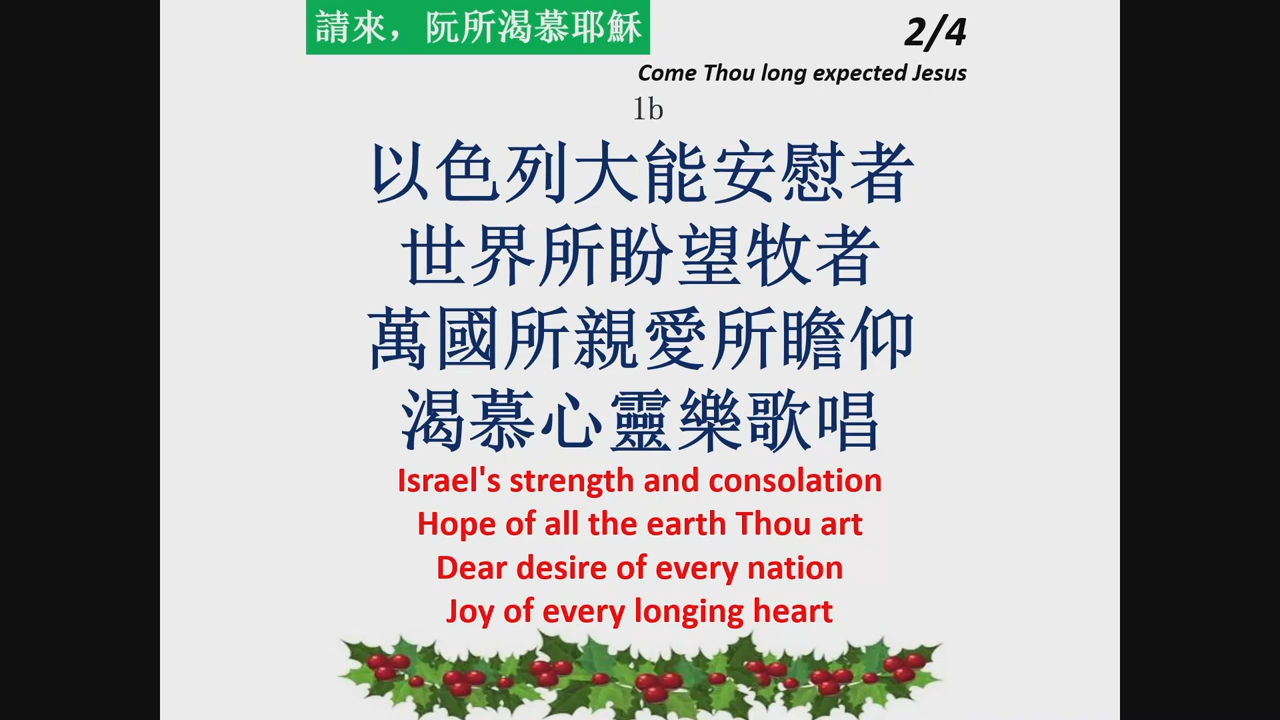 請來，阮所渴慕耶穌
2/4
Come Thou long expected Jesus
1b
以色列大能安慰者
世界所盼望牧者
萬國所親愛所瞻仰
渴慕心靈樂歌唱
Israel's strength and consolation
Hope of all the earth Thou art
Dear desire of every nation
Joy of every longing heart